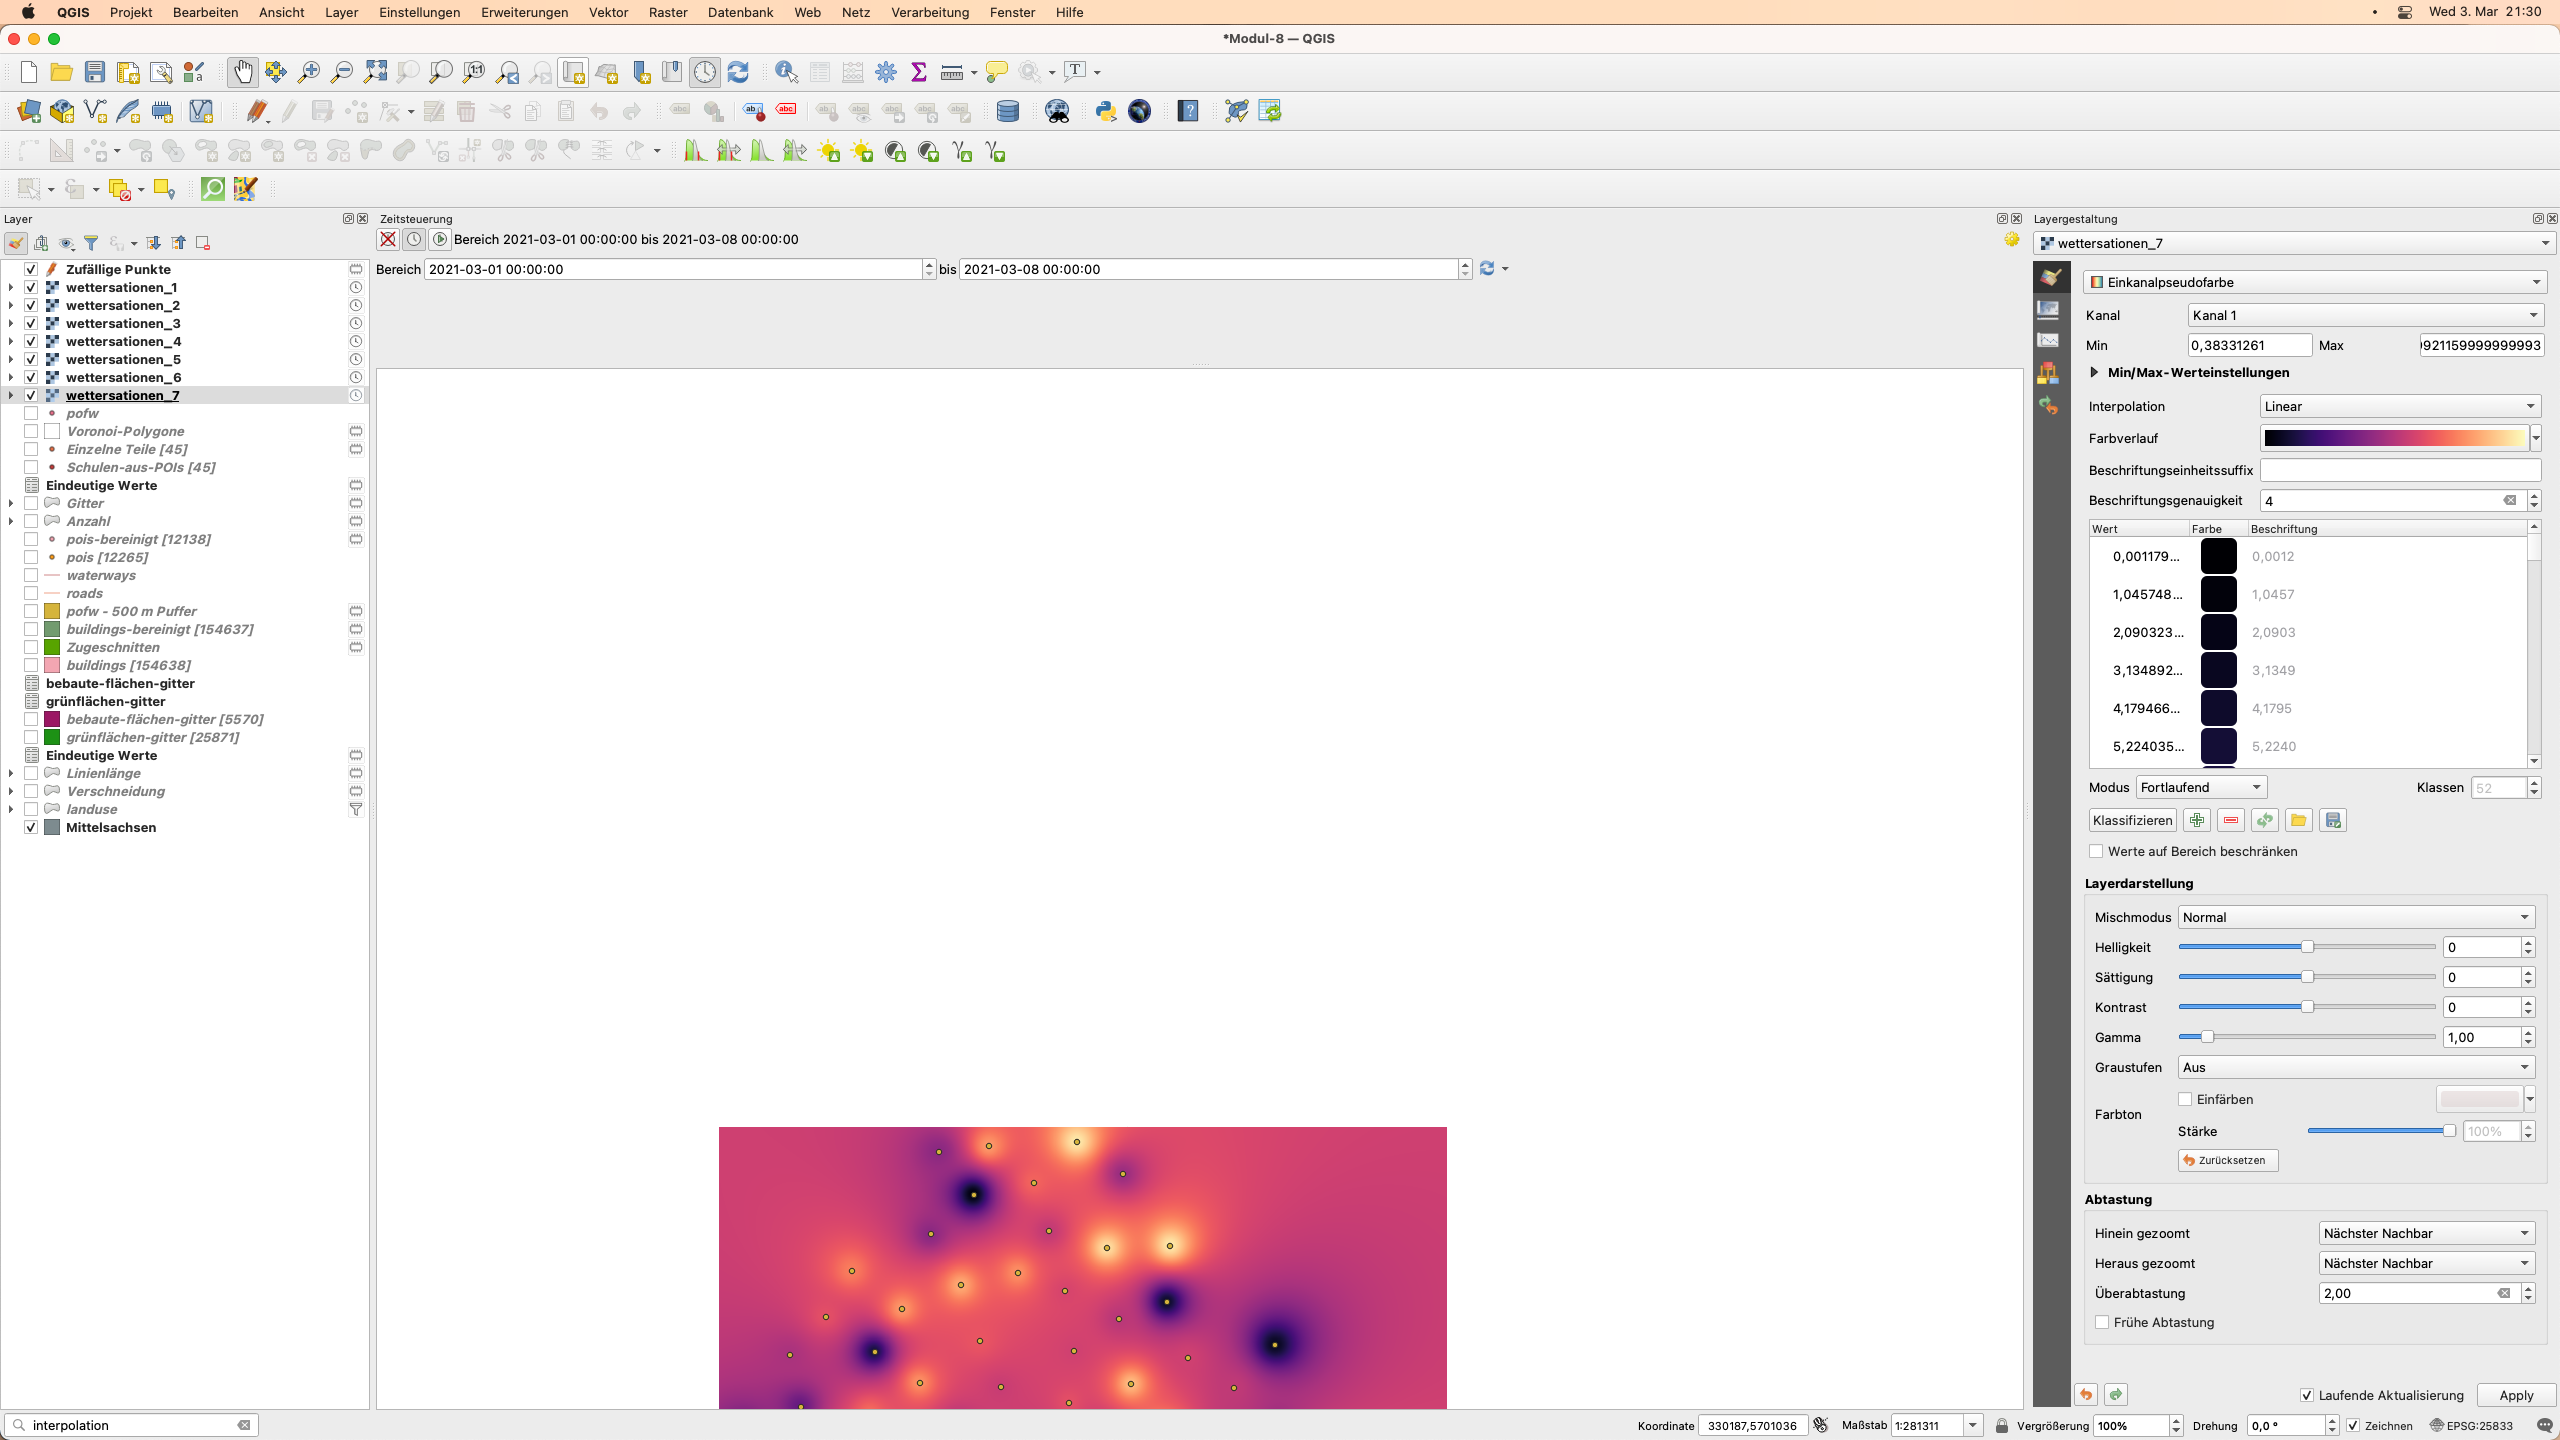 QGIS Projekt Bearbeiten Ansicht Layer Einstellungen Erweiterungen Vektor Raster Datenbank Web Netz Verarbeitung Fenster Hilfe Wed 3. Mar 21:30
*Modul-8 — QGIS
Layer
Zufällige Punkte
wettersationen_1
wettersationen_2
wettersationen_3
wettersationen_4
wettersationen_5
wettersationen_6
wettersationen_7
pofw
Voronoi-Polygone
Einzelne Teile [45]
Schulen-aus-POIs [45]
Eindeutige Werte
Gitter
Anzahl
pois-bereinigt [12138]
pois [12265]
waterways
roads
pofw - 500 m Puffer
buildings-bereinigt [154637]
Zugeschnitten
buildings [154638]
bebaute-flächen-gitter
grünflächen-gitter
bebaute-flächen-gitter [5570]
grünflächen-gitter [25871]
Eindeutige Werte
Linienlänge
Verschneidung
landuse
Mittelsachsen
Zeitsteuerung
Bereich 2021-03-01 00:00:00 bis 2021-03-08 00:00:00
Bereich 2021-03-01 00:00:00 bis 2021-03-08 00:00:00
Layergestaltung
wettersationen_7
Einkanalpseudofarbe
Kanal Kanal 1
Min 0,38331261 Max 921159999999993
Min/Max-Werteinstellungen
Interpolation Linear
Farbverlauf
Beschriftungseinheitssuffix
Beschriftungsgenauigkeit 4
Wert Farbe Beschriftung
0,001179... 0,0012
1,045748... 1,0457
2,090323... 2,0903
3,134892... 3,1349
4,179466... 4,1795
5,224035... 5,2240
Modus Fortlaufend Klassen 52
Klassifizieren
Werte auf Bereich beschränken
Layerdarstellung
Mischmodus Normal
Helligkeit 0
Sättigung 0
Kontrast 0
Gamma 1,00
Graustufen Aus
Farbton Einfärben
Stärke 100%
Zurücksetzen
Abtastung
Hinein gezoomt Nächster Nachbar
Heraus gezoomt Nächster Nachbar
Überabtastung 2,00
Frühe Abtastung
Laufende Aktualisierung Apply
interpolation Koordinate 330187,5701036 Maßstab 1:281311 Vergrößerung 100% Drehung 0,0 ° Zeichnen EPSG:25833